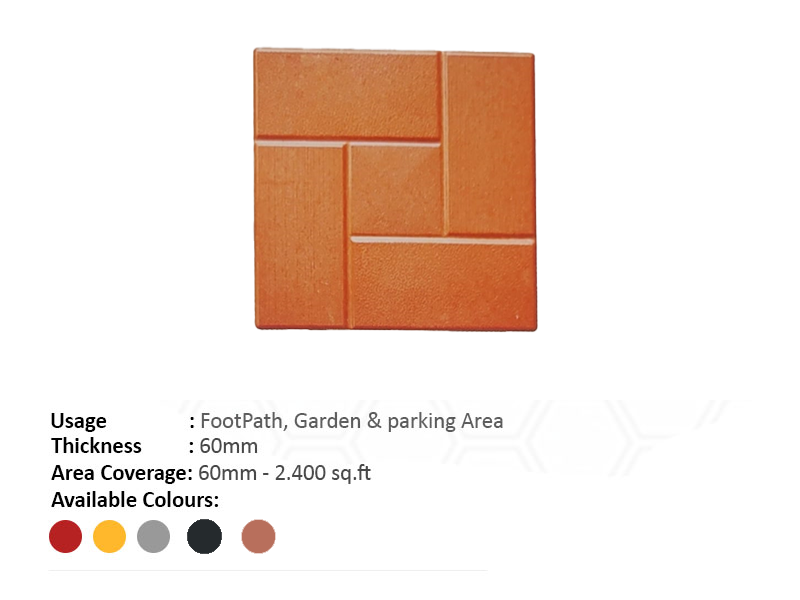 Usage : FootPath, Garden & parking Area
Thickness : 60mm
Area Coverage: 60mm - 2.400 sq.ft
Available Colours: